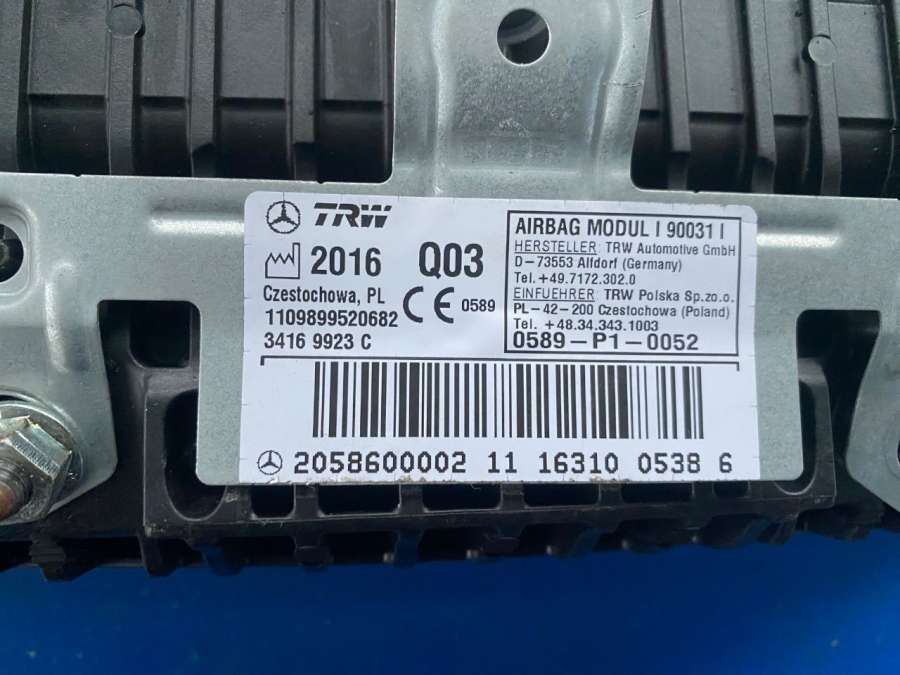 TRW
2016 Q03
Czestochowa, PL
CE 0589
1109899520682
3416 9923 C
AIRBAG MODUL I 90031 I
HERSTELLER: TRW Automotive GmbH
D-73553 Alfdorf (Germany)
Tel. +49.7172.302.0
EINFUEHRER: TRW Polska Sp.zo.o.
PL-42-200 Czestochowa (Poland)
Tel. +48.34.343.1003
0589-P1-0052
2058600002 11 16310 0538 6